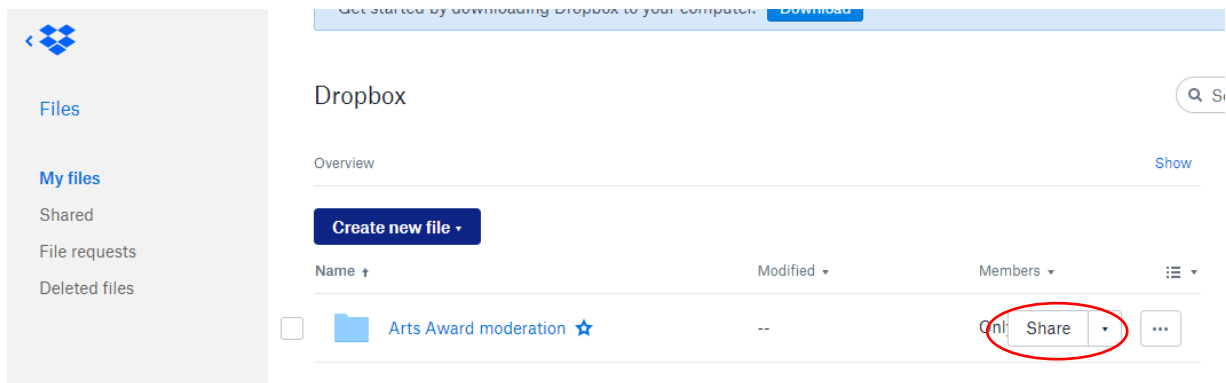 Get started by downloading Dropbox to your computer. Download
Files
My files
Shared
File requests
Deleted files
Dropbox
Overview Show
Create new file
Name Modified Members
Arts Award moderation -- Share